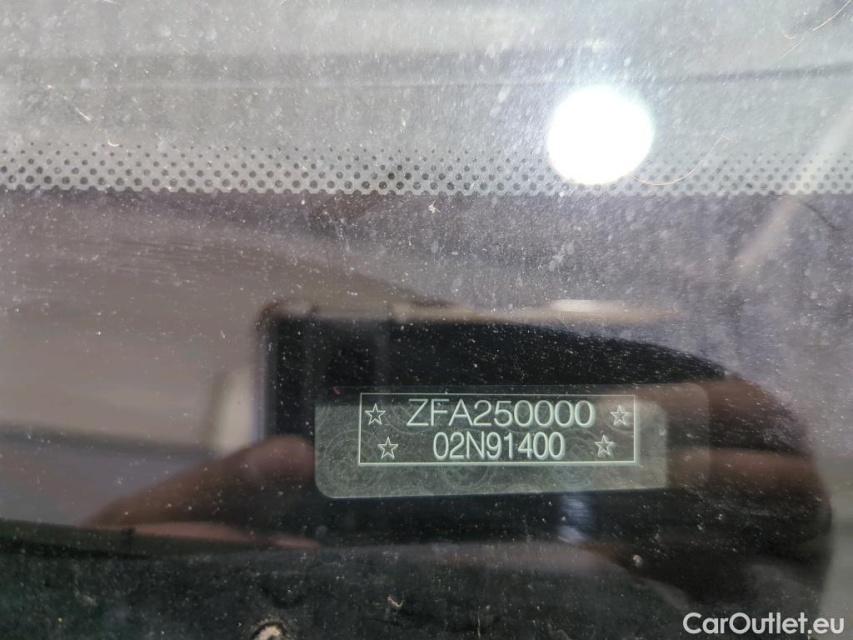 ☆ ZFA250000 ☆
☆ 02N91400 ☆
CarOutlet.eu